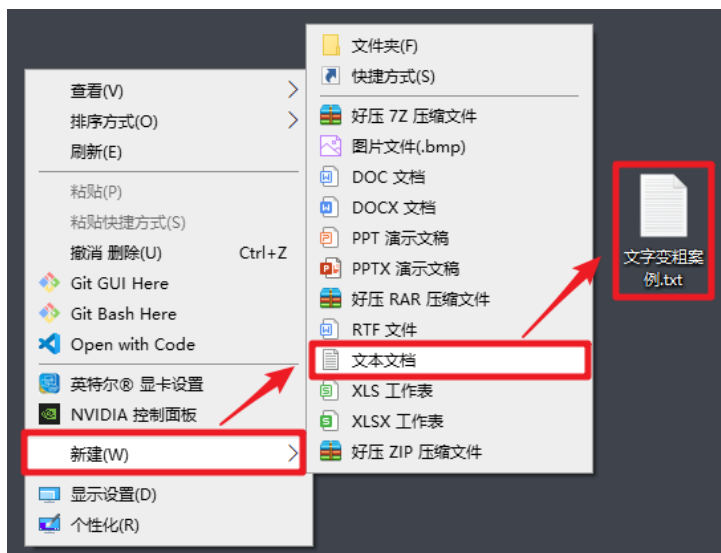 查看(V)
排序方式(O)
刷新(E)
粘贴(P)
粘贴快捷方式(S)
撤消 删除(U) Ctrl+Z
Git GUI Here
Git Bash Here
Open with Code
英特尔® 显卡设置
NVIDIA 控制面板
新建(W)
显示设置(D)
个性化(R)
文件夹(F)
快捷方式(S)
好压 7Z 压缩文件
图片文件(.bmp)
DOC 文档
DOCX 文档
PPT 演示文稿
PPTX 演示文稿
好压 RAR 压缩文件
RTF 文件
文本文档
XLS 工作表
XLSX 工作表
好压 ZIP 压缩文件
文字变粗案
例.txt